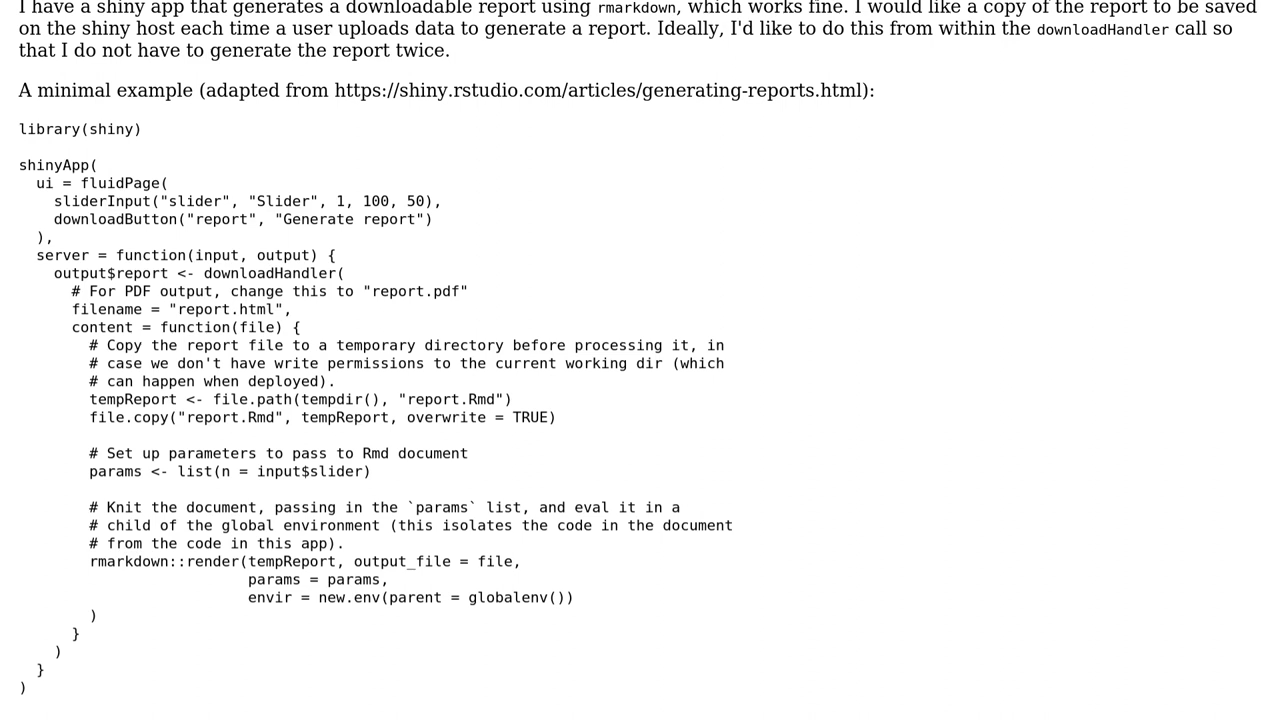 I have a shiny app that generates a downloadable report using rmarkdown, which works fine. I would like a copy of the report to be saved
on the shiny host each time a user uploads data to generate a report. Ideally, I'd like to do this from within the downloadHandler call so
that I do not have to generate the report twice.
A minimal example (adapted from https://shiny.rstudio.com/articles/generating-reports.html):
library(shiny)
shinyApp(
  ui = fluidPage(
    sliderInput("slider", "Slider", 1, 100, 50),
    downloadButton("report", "Generate report")
  ),
  server = function(input, output) {
    output$report <- downloadHandler(
      # For PDF output, change this to "report.pdf"
      filename = "report.html",
      content = function(file) {
        # Copy the report file to a temporary directory before processing it, in
        # case we don't have write permissions to the current working dir (which
        # can happen when deployed).
        tempReport <- file.path(tempdir(), "report.Rmd")
        file.copy("report.Rmd", tempReport, overwrite = TRUE)
        # Set up parameters to pass to Rmd document
        params <- list(n = input$slider)
        # Knit the document, passing in the `params` list, and eval it in a
        # child of the global environment (this isolates the code in the document
        # from the code in this app).
        rmarkdown::render(tempReport, output_file = file,
                          params = params,
                          envir = new.env(parent = globalenv())
        )
      }
    )
  }
)